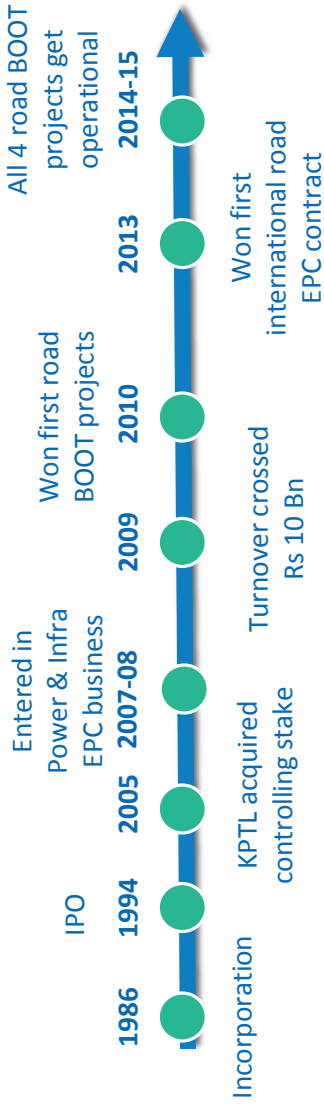 Incorporation
1986
IPO
1994
KPTL acquired
controlling stake
2005
Entered in
Power & Infra
EPC business
2007-08
Turnover crossed
Rs 10 Bn
2009
Won first road
BOOT projects
2010
Won first
international road
EPC contract
2013
All 4 road BOOT
projects get
operational
2014-15